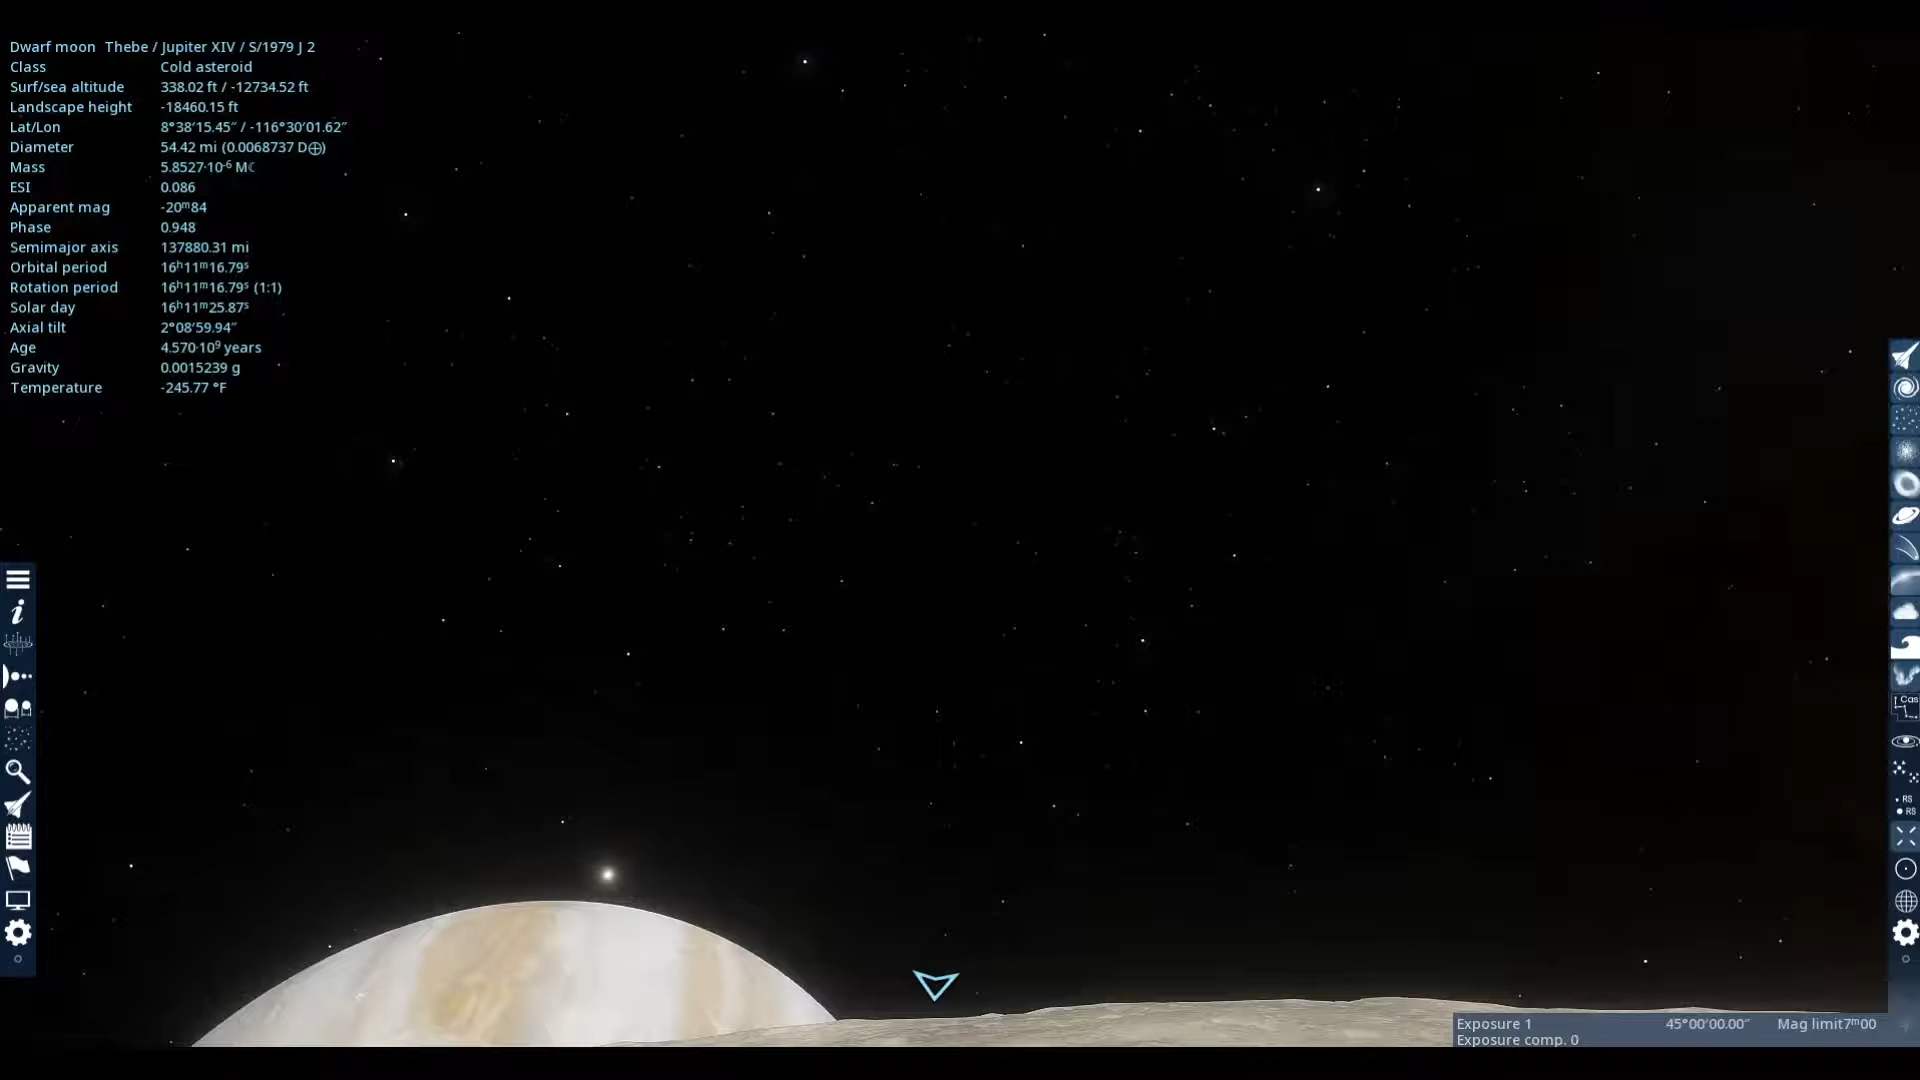 Dwarf moon Thebe / Jupiter XIV / S/1979 J 2
Class Cold asteroid
Surf/sea altitude 338.02 ft / -12734.52 ft
Landscape height -18460.15 ft
Lat/Lon 8°38′15.45″ / -116°30′01.62″
Diameter 54.42 mi (0.0068737 D⊕)
Mass 5.8527·10⁻⁶ M☾
ESI 0.086
Apparent mag -20ᵐ84
Phase 0.948
Semimajor axis 137880.31 mi
Orbital period 16ʰ11ᵐ16.79ˢ
Rotation period 16ʰ11ᵐ16.79ˢ (1:1)
Solar day 16ʰ11ᵐ25.87ˢ
Axial tilt 2°08′59.94″
Age 4.570·10⁹ years
Gravity 0.0015239 g
Temperature -245.77 °F
Cas
RS
RS
Exposure 1 45°00′00.00″ Mag limit7ᵐ00
Exposure comp. 0